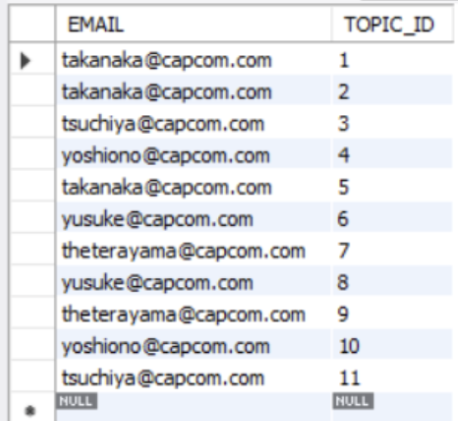 EMAIL TOPIC_ID
takanaka@capcom.com 1
takanaka@capcom.com 2
tsuchiya@capcom.com 3
yoshiono@capcom.com 4
takanaka@capcom.com 5
yusuke@capcom.com 6
theterayama@capcom.com 7
yusuke@capcom.com 8
theterayama@capcom.com 9
yoshiono@capcom.com 10
tsuchiya@capcom.com 11
NULL NULL